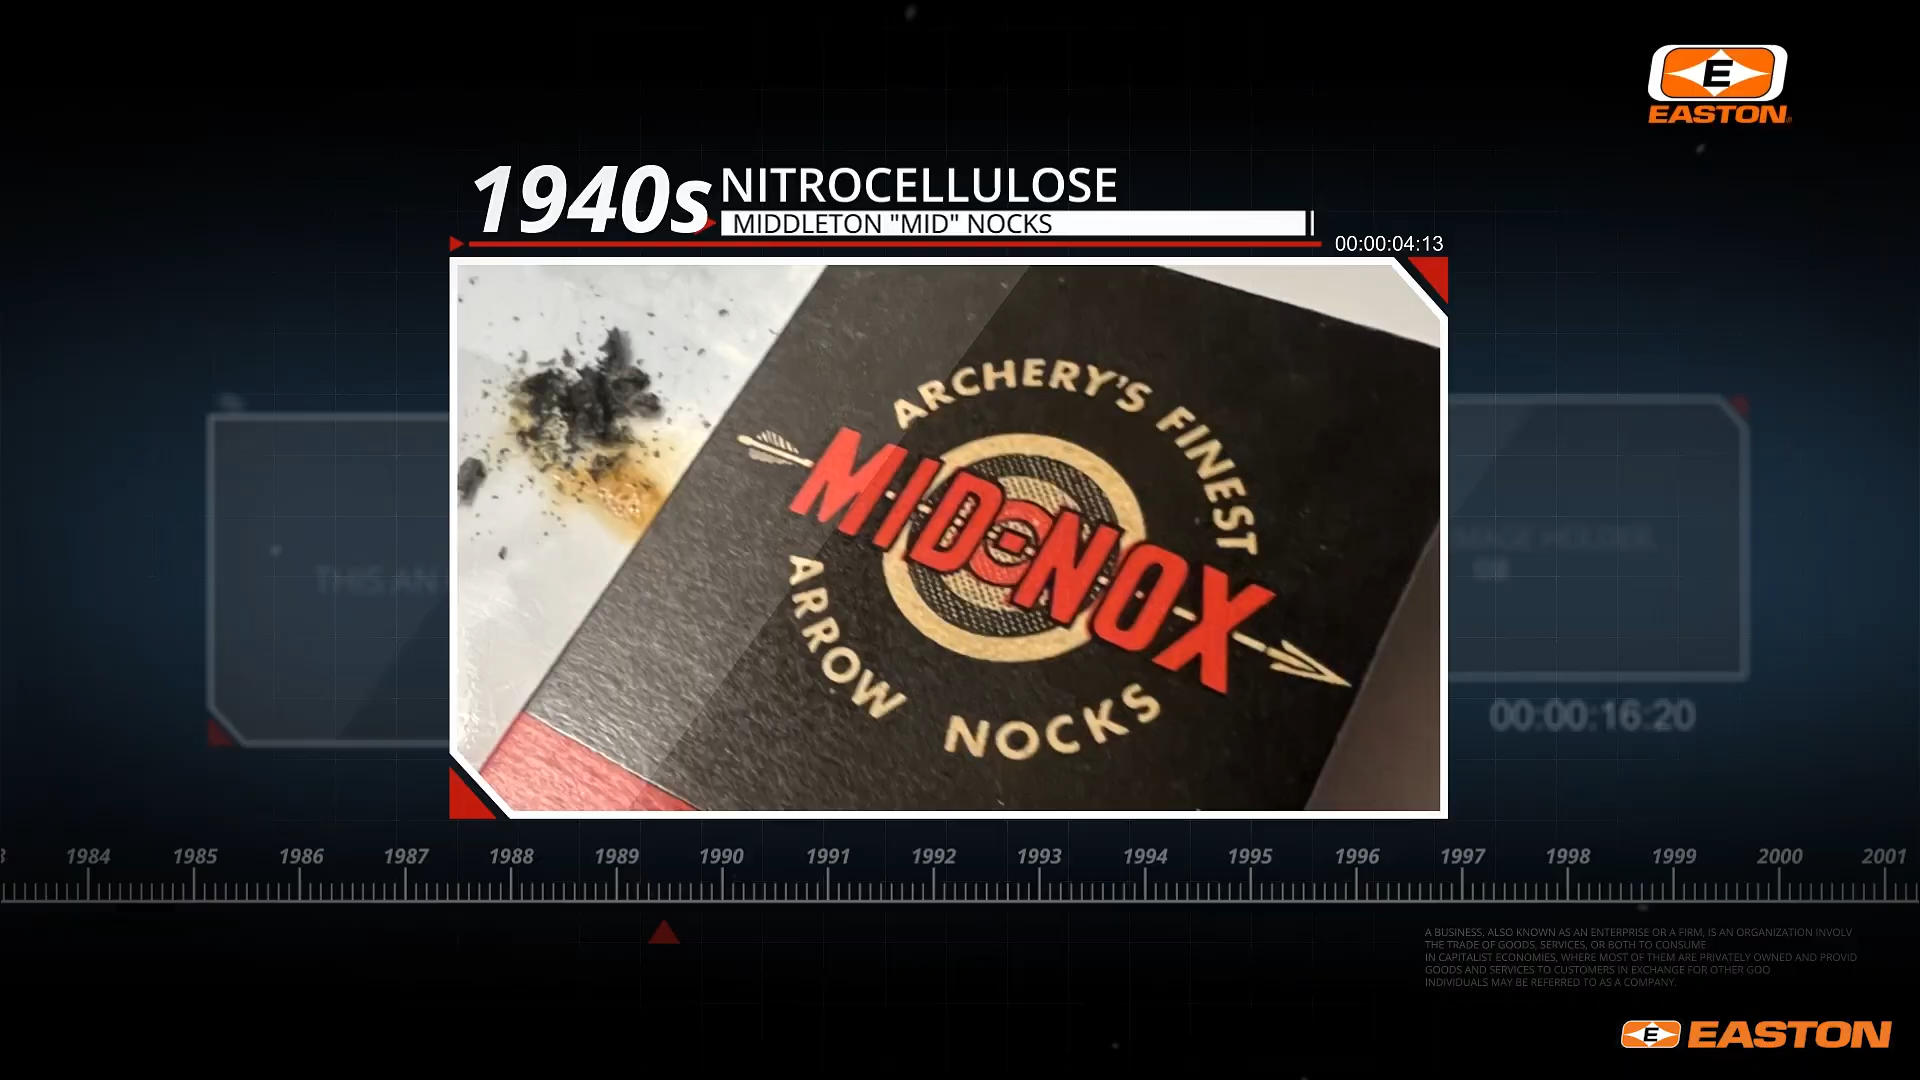 E
EASTON
1940s
NITROCELLULOSE
MIDDLETON "MID" NOCKS
00:00:04:13
ARCHERY'S FINEST
MID·NOX
ARROW NOCKS
THIS AN
IMAGE HOLDER
00:00:16:20
1984 1985 1986 1987 1988 1989 1990 1991 1992 1993 1994 1995 1996 1997 1998 1999 2000 2001
A BUSINESS, ALSO KNOWN AS AN ENTERPRISE OR A FIRM, IS AN ORGANIZATION INVOLV
THE TRADE OF GOODS, SERVICES, OR BOTH TO CONSUME
IN CAPITALIST ECONOMIES, WHERE MOST OF THEM ARE PRIVATELY OWNED AND PROVID
GOODS AND SERVICES TO CUSTOMERS IN EXCHANGE FOR OTHER GOO
INDIVIDUALS MAY BE REFERRED TO AS A COMPANY.
E EASTON